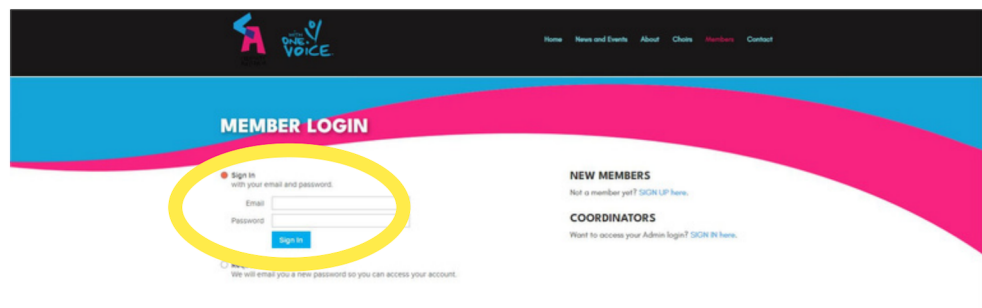 WITH
ONE
VOICE
Home News and Events About Choirs Members Contact
MEMBER LOGIN
Sign In
with your email and password.
Email
Password
Sign In
We will email you a new password so you can access your account.
NEW MEMBERS
Not a member yet? SIGN UP here.
COORDINATORS
Want to access your Admin login? SIGN IN here.